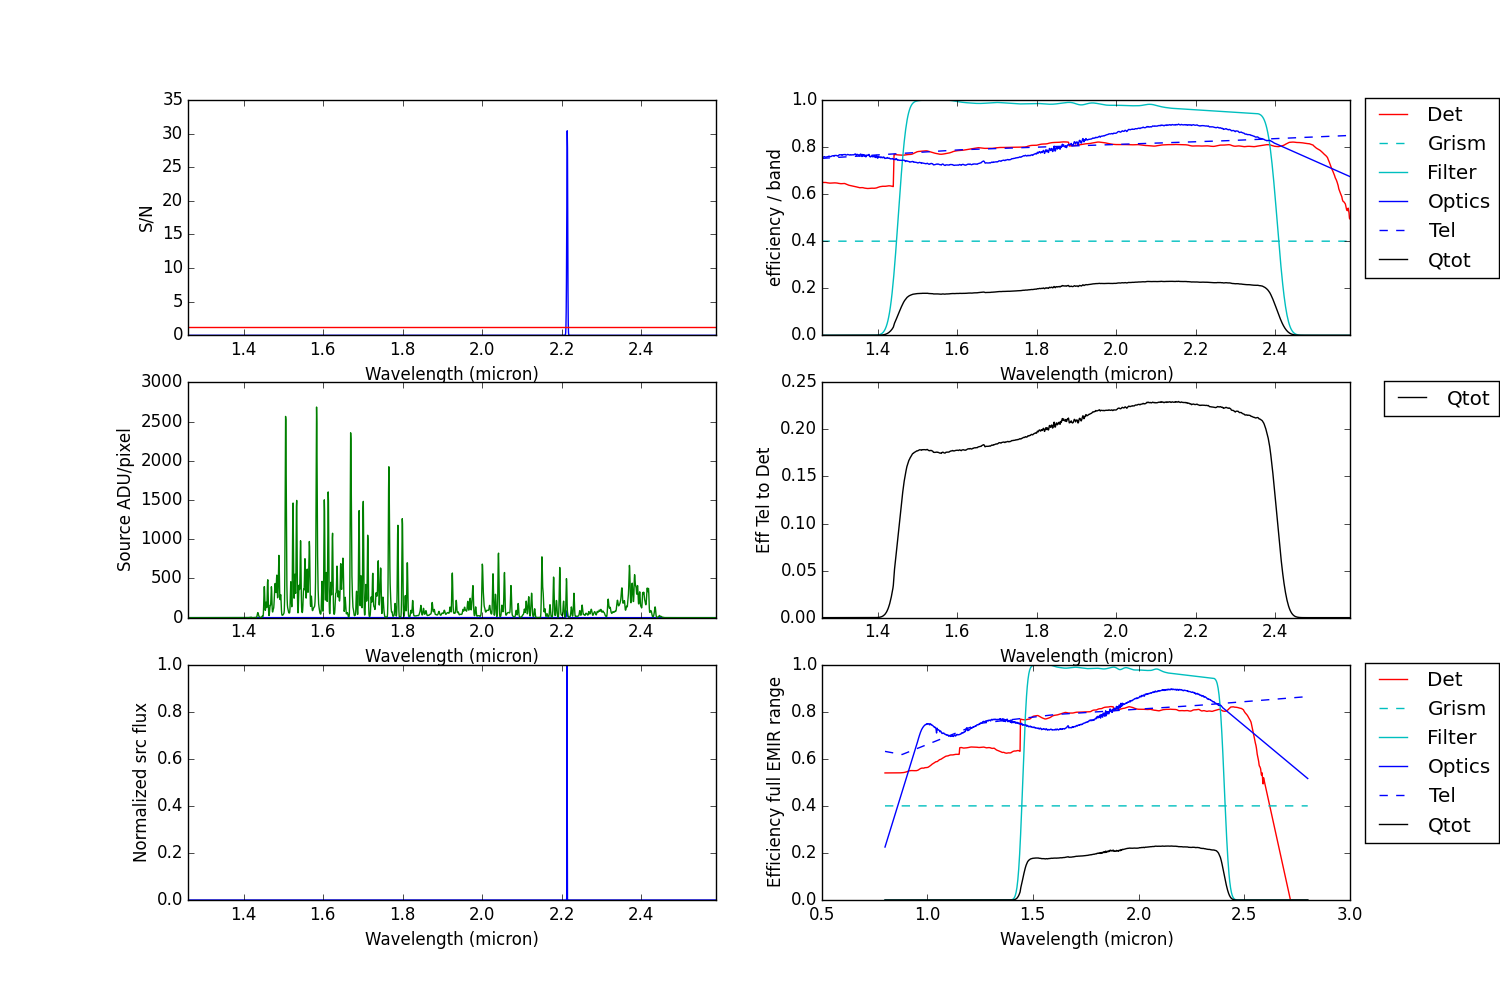 S/N
35
30
25
20
15
10
5
0
1.4 1.6 1.8 2.0 2.2 2.4
Wavelength (micron)
efficiency / band
1.0
0.8
0.6
0.4
0.2
0.0
1.4 1.6 1.8 2.0 2.2 2.4
Wavelength (micron)
Det
Grism
Filter
Optics
Tel
Qtot
Source ADU/pixel
3000
2500
2000
1500
1000
500
0
1.4 1.6 1.8 2.0 2.2 2.4
Wavelength (micron)
Eff Tel to Det
0.25
0.20
0.15
0.10
0.05
0.00
1.4 1.6 1.8 2.0 2.2 2.4
Wavelength (micron)
Qtot
Normalized src flux
1.0
0.8
0.6
0.4
0.2
0.0
1.4 1.6 1.8 2.0 2.2 2.4
Wavelength (micron)
Efficiency full EMIR range
1.0
0.8
0.6
0.4
0.2
0.0
0.5 1.0 1.5 2.0 2.5 3.0
Wavelength (micron)
Det
Grism
Filter
Optics
Tel
Qtot